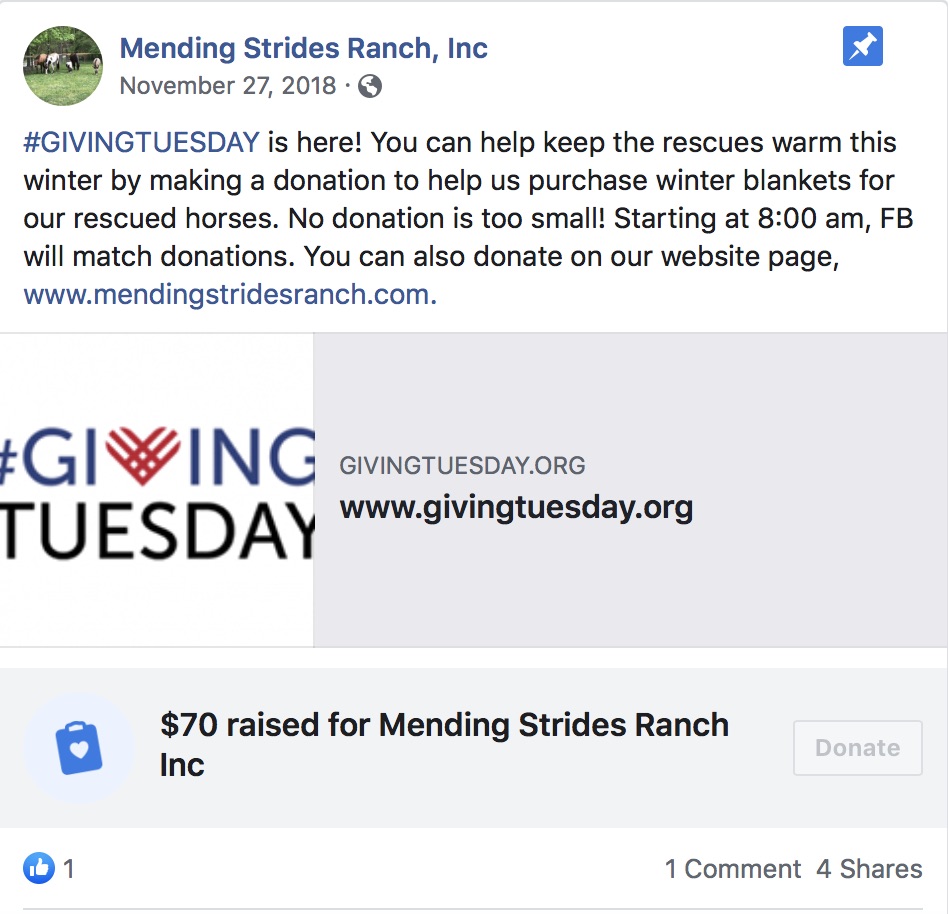 Mending Strides Ranch, Inc
November 27, 2018 ·
#GIVINGTUESDAY is here! You can help keep the rescues warm this
winter by making a donation to help us purchase winter blankets for
our rescued horses. No donation is too small! Starting at 8:00 am, FB
will match donations. You can also donate on our website page,
www.mendingstridesranch.com.
#GIVING
TUESDAY
GIVINGTUESDAY.ORG
www.givingtuesday.org
$70 raised for Mending Strides Ranch
Inc
Donate
1
1 Comment 4 Shares